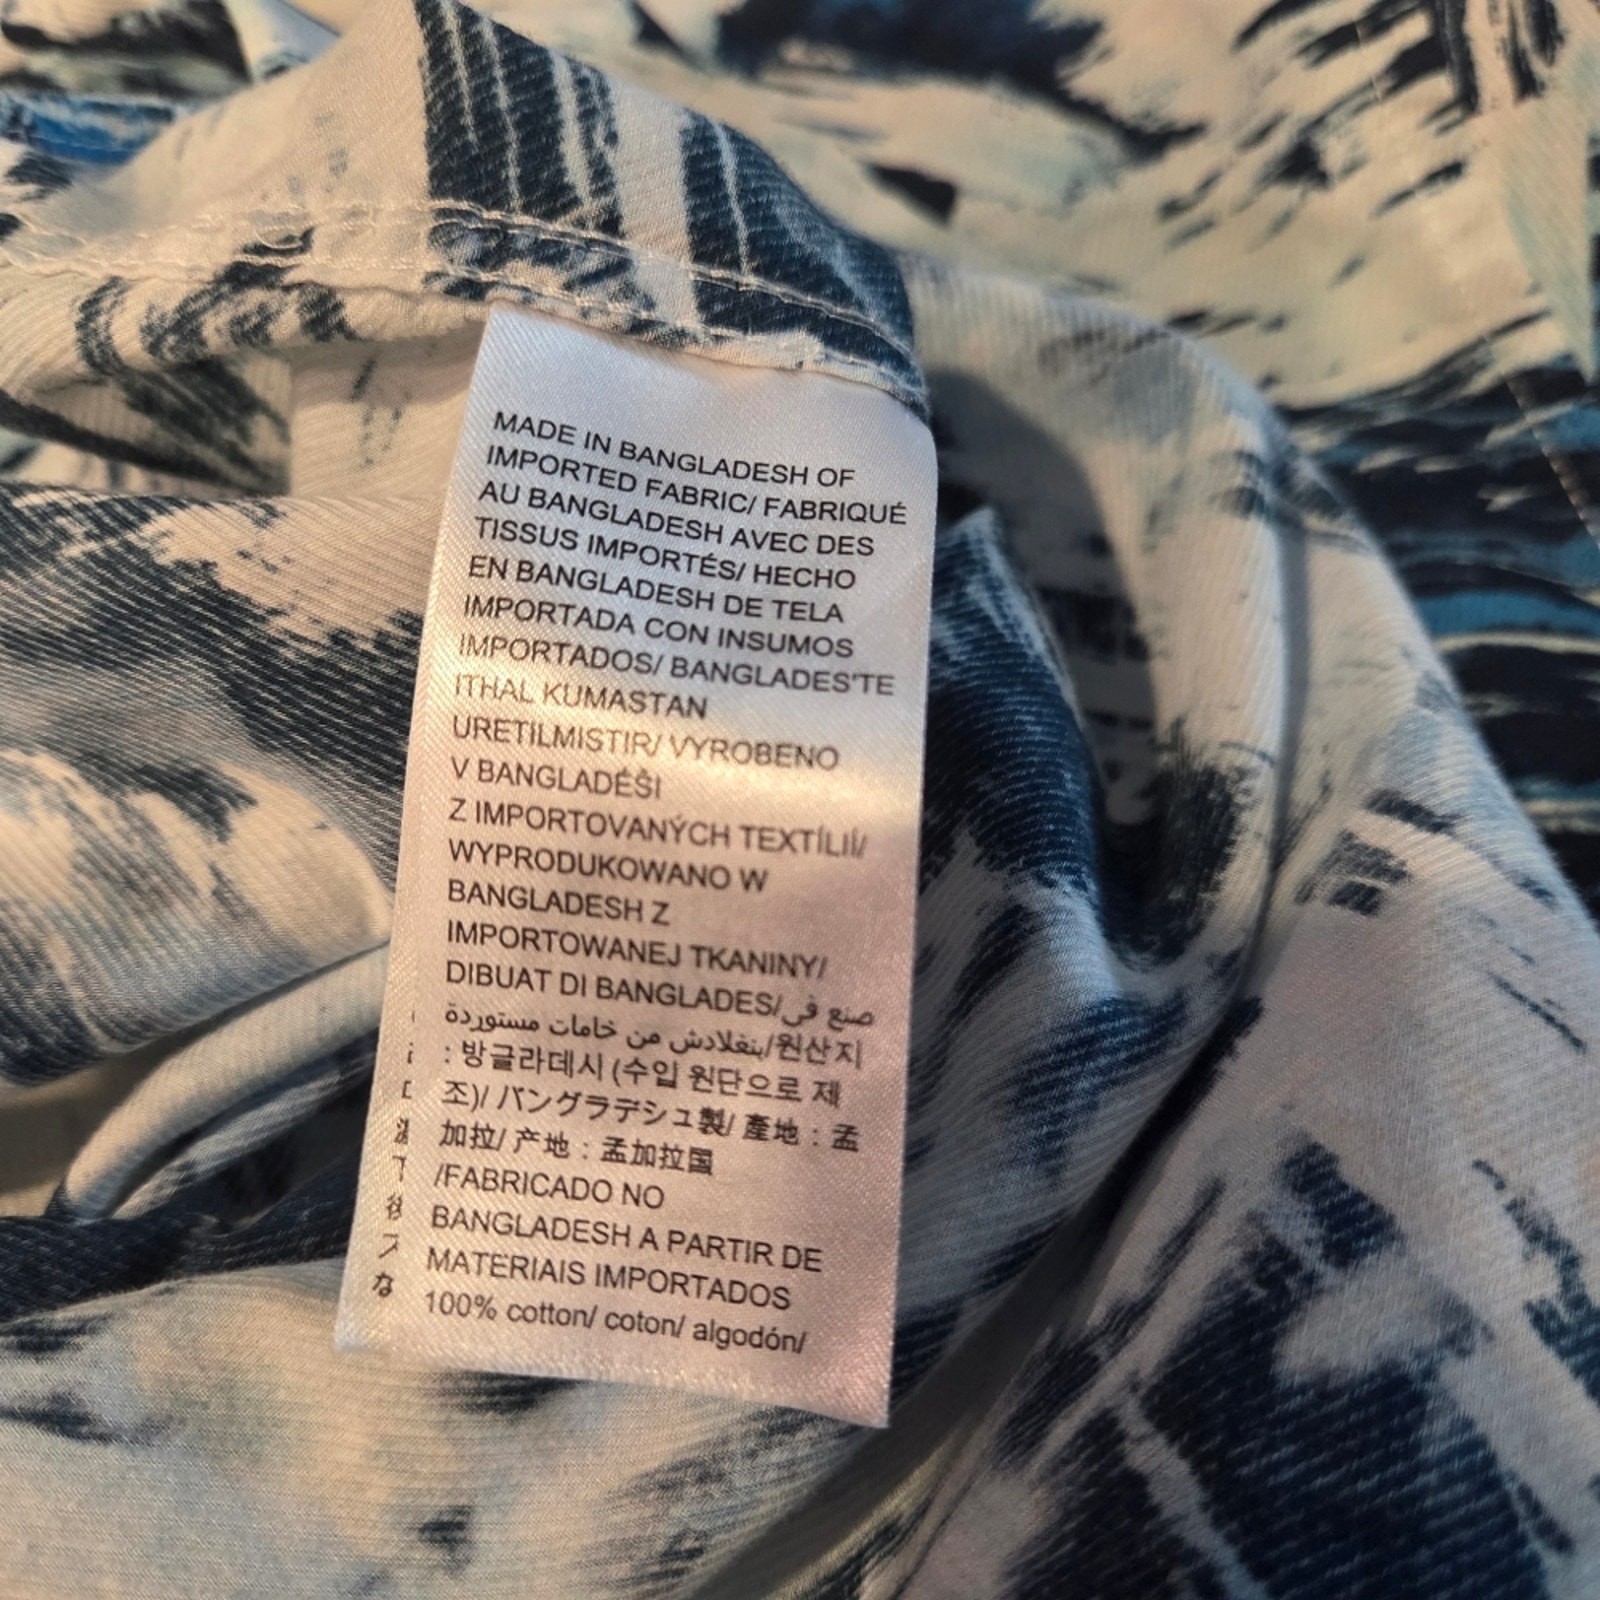 MADE IN BANGLADESH OF
IMPORTED FABRIC/ FABRIQUÉ
AU BANGLADESH AVEC DES
TISSUS IMPORTÉS/ HECHO
EN BANGLADESH DE TELA
IMPORTADA CON INSUMOS
IMPORTADOS/ BANGLADES'TE
ITHAL KUMASTAN
URETILMISTIR/ VYROBENO
V BANGLADÉŠI
Z IMPORTOVANÝCH TEXTÍLIÍ/
WYPRODUKOWANO W
BANGLADESH Z
IMPORTOWANEJ TKANINY/
DIBUAT DI BANGLADES/صنع في
بنغلادش من خامات مستوردة/원산지
: 방글라데시 (수입 원단으로 제
조)/ バングラデシュ製/ 產地：孟
加拉/ 产地：孟加拉国
/FABRICADO NO
BANGLADESH A PARTIR DE
MATERIAIS IMPORTADOS
100% cotton/ coton/ algodón/